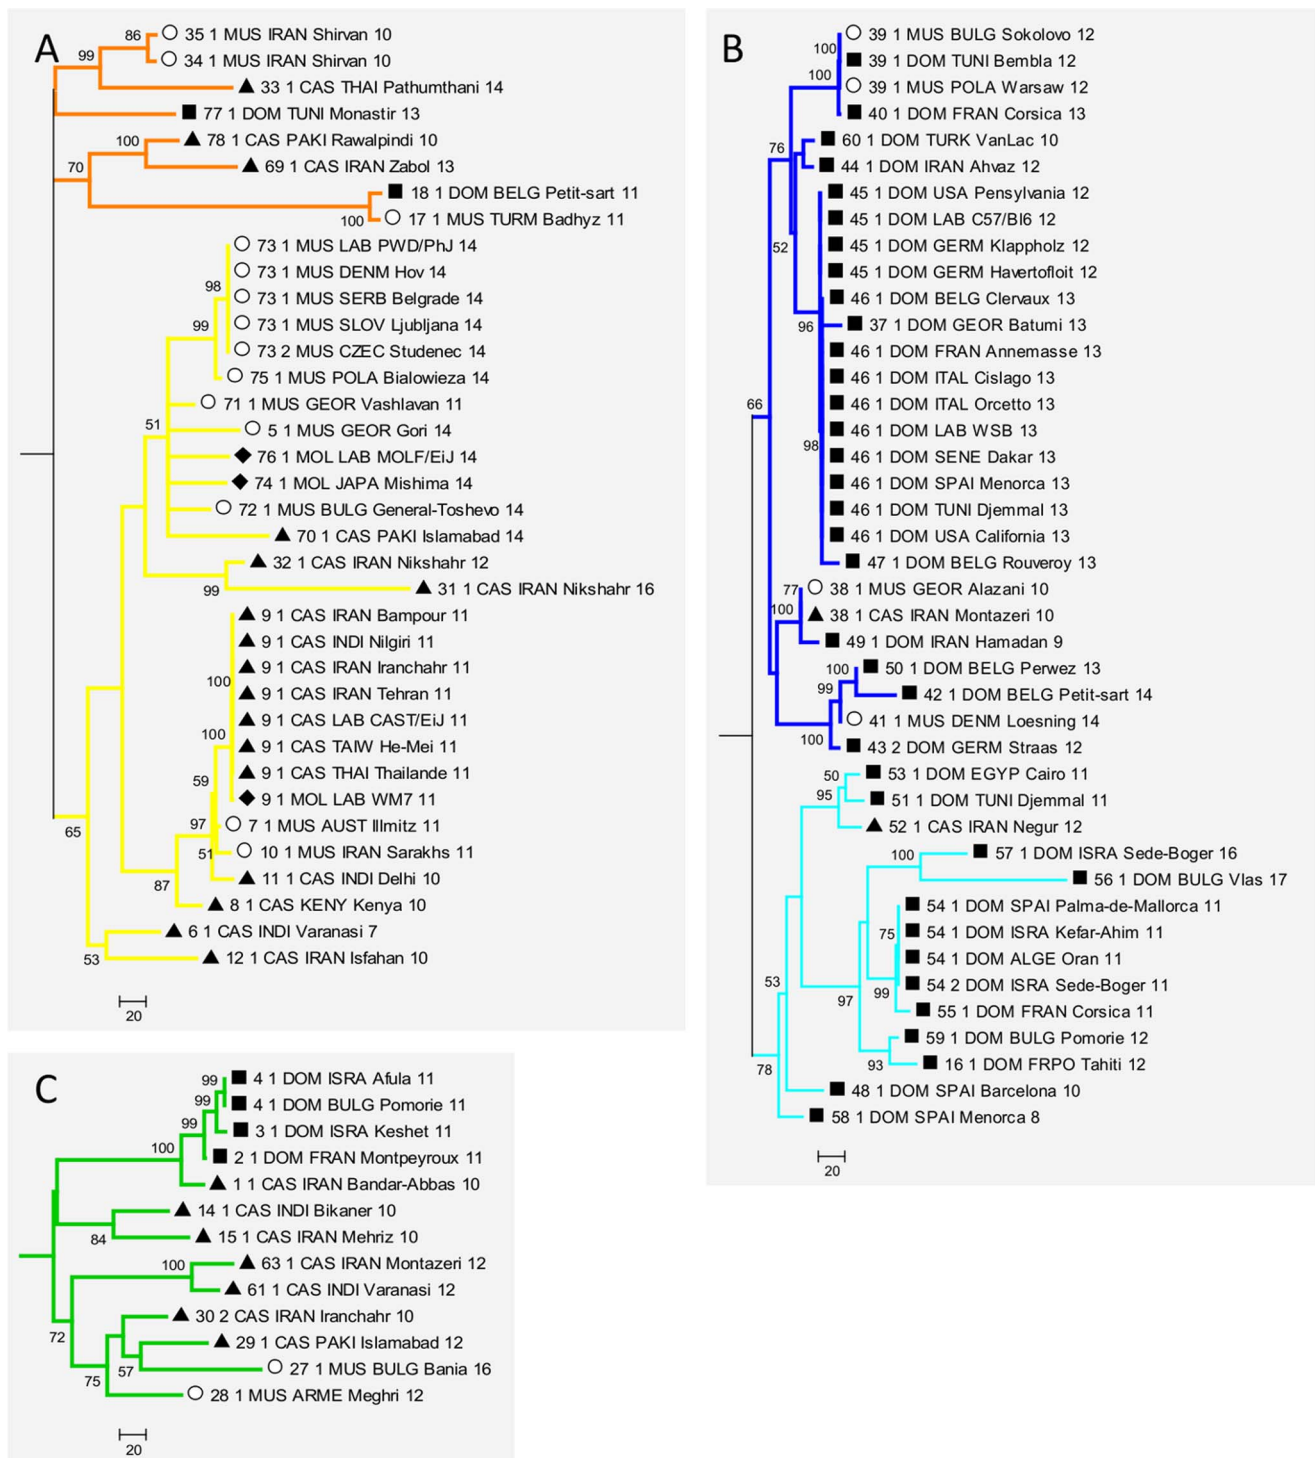 A
86
35 1 MUS IRAN Shirvan 10
34 1 MUS IRAN Shirvan 10
99
33 1 CAS THAI Pathumthani 14
77 1 DOM TUNI Monastir 13
100
78 1 CAS PAKI Rawalpindi 10
70
69 1 CAS IRAN Zabol 13
18 1 DOM BELG Petit-sart 11
100
17 1 MUS TURM Badhyz 11
73 1 MUS LAB PWD/PhJ 14
73 1 MUS DENM Hov 14
98
73 1 MUS SERB Belgrade 14
99
73 1 MUS SLOV Ljubljana 14
73 2 MUS CZEC Studenec 14
75 1 MUS POLA Bialowieza 14
71 1 MUS GEOR Vashlavan 11
51
5 1 MUS GEOR Gori 14
76 1 MOL LAB MOLF/EiJ 14
74 1 MOL JAPA Mishima 14
72 1 MUS BULG General-Toshevo 14
70 1 CAS PAKI Islamabad 14
32 1 CAS IRAN Nikshahr 12
99
31 1 CAS IRAN Nikshahr 16
9 1 CAS IRAN Bampour 11
9 1 CAS INDI Nilgiri 11
9 1 CAS IRAN Iranchahr 11
100
9 1 CAS IRAN Tehran 11
9 1 CAS LAB CAST/EiJ 11
100
9 1 CAS TAIW He-Mei 11
59
9 1 CAS THAI Thailande 11
9 1 MOL LAB WM7 11
97
7 1 MUS AUST Illmitz 11
65
51
10 1 MUS IRAN Sarakhs 11
87
11 1 CAS INDI Delhi 10
8 1 CAS KENY Kenya 10
6 1 CAS INDI Varanasi 7
53
12 1 CAS IRAN Isfahan 10
20
B
39 1 MUS BULG Sokolovo 12
100
39 1 DOM TUNI Bembla 12
100
39 1 MUS POLA Warsaw 12
40 1 DOM FRAN Corsica 13
60 1 DOM TURK VanLac 10
76
44 1 DOM IRAN Ahvaz 12
45 1 DOM USA Pensylvania 12
45 1 DOM LAB C57/Bl6 12
52
45 1 DOM GERM Klappholz 12
45 1 DOM GERM Havertofloit 12
46 1 DOM BELG Clervaux 13
96
37 1 DOM GEOR Batumi 13
46 1 DOM FRAN Annemasse 13
46 1 DOM ITAL Cislago 13
66
46 1 DOM ITAL Orcetto 13
46 1 DOM LAB WSB 13
98
46 1 DOM SENE Dakar 13
46 1 DOM SPAI Menorca 13
46 1 DOM TUNI Djemmal 13
46 1 DOM USA California 13
47 1 DOM BELG Rouveroy 13
77
38 1 MUS GEOR Alazani 10
100
38 1 CAS IRAN Montazeri 10
49 1 DOM IRAN Hamadan 9
100
50 1 DOM BELG Perwez 13
99
42 1 DOM BELG Petit-sart 14
41 1 MUS DENM Loesning 14
100
43 2 DOM GERM Straas 12
50
53 1 DOM EGYP Cairo 11
95
51 1 DOM TUNI Djemmal 11
52 1 CAS IRAN Negur 12
100
57 1 DOM ISRA Sede-Boger 16
56 1 DOM BULG Vlas 17
54 1 DOM SPAI Palma-de-Mallorca 11
75
54 1 DOM ISRA Kefar-Ahim 11
54 1 DOM ALGE Oran 11
53
99
54 2 DOM ISRA Sede-Boger 11
97
55 1 DOM FRAN Corsica 11
59 1 DOM BULG Pomorie 12
78
93
16 1 DOM FRPO Tahiti 12
48 1 DOM SPAI Barcelona 10
58 1 DOM SPAI Menorca 8
20
C
99
4 1 DOM ISRA Afula 11
99
4 1 DOM BULG Pomorie 11
99
3 1 DOM ISRA Keshet 11
100
2 1 DOM FRAN Montpeyroux 11
1 1 CAS IRAN Bandar-Abbas 10
14 1 CAS INDI Bikaner 10
84
15 1 CAS IRAN Mehriz 10
100
63 1 CAS IRAN Montazeri 12
61 1 CAS INDI Varanasi 12
30 2 CAS IRAN Iranchahr 10
72
29 1 CAS PAKI Islamabad 12
57
27 1 MUS BULG Bania 16
75
28 1 MUS ARME Meghri 12
20